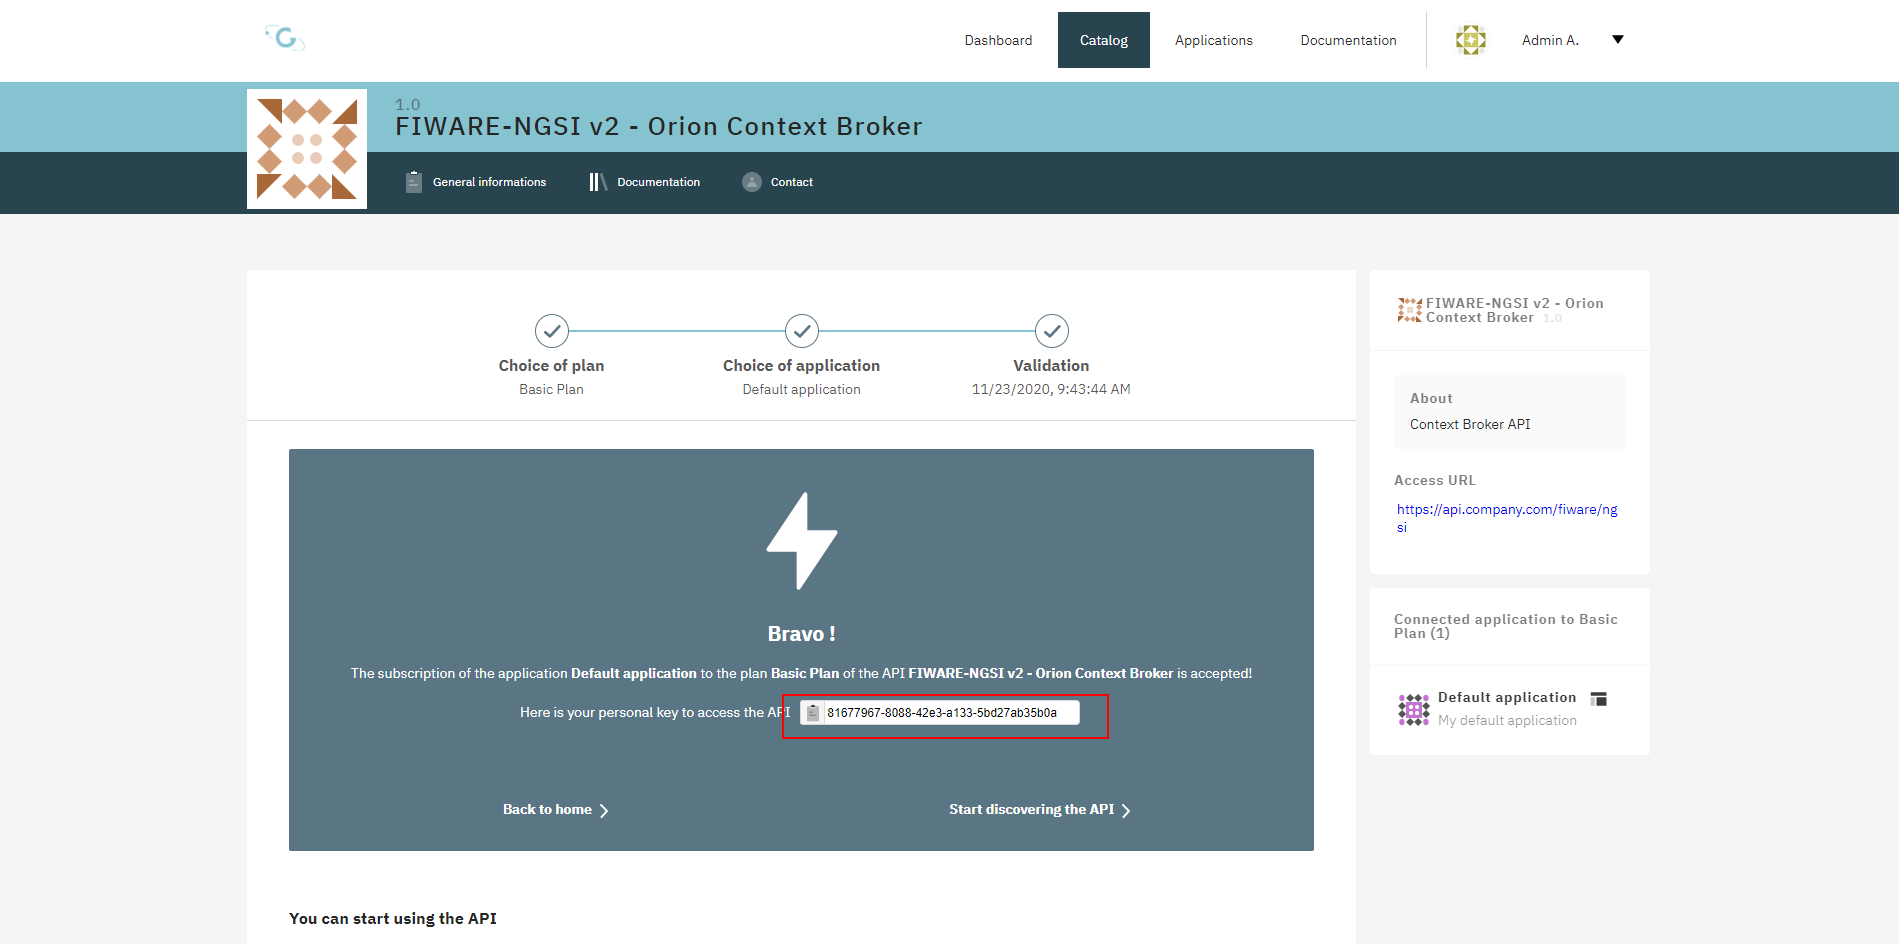 Dashboard
Catalog
Applications
Documentation
Admin A.
1.0
FIWARE-NGSI v2 - Orion Context Broker
General informations
Documentation
Contact
Choice of plan
Basic Plan
Choice of application
Default application
Validation
11/23/2020, 9:43:44 AM
Bravo !
The subscription of the application Default application to the plan Basic Plan of the API FIWARE-NGSI v2 - Orion Context Broker is accepted!
Here is your personal key to access the API
81677967-8088-42e3-a133-5bd27ab35b0a
Back to home
Start discovering the API
You can start using the API
FIWARE-NGSI v2 - Orion
Context Broker 1.0
About
Context Broker API
Access URL
https://api.company.com/fiware/ng
si
Connected application to Basic
Plan (1)
Default application
My default application